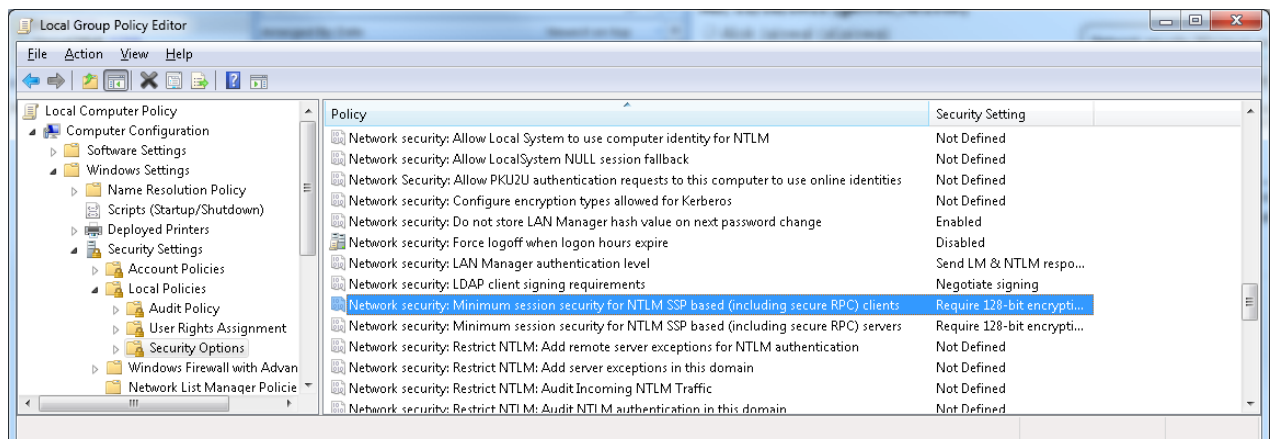 Local Group Policy Editor
File Action View Help
Local Computer Policy
Computer Configuration
Software Settings
Windows Settings
Name Resolution Policy
Scripts (Startup/Shutdown)
Deployed Printers
Security Settings
Account Policies
Local Policies
Audit Policy
User Rights Assignment
Security Options
Windows Firewall with Advan
Network List Manager Policie
Policy Security Setting
Network security: Allow Local System to use computer identity for NTLM Not Defined
Network security: Allow LocalSystem NULL session fallback Not Defined
Network Security: Allow PKU2U authentication requests to this computer to use online identities Not Defined
Network security: Configure encryption types allowed for Kerberos Not Defined
Network security: Do not store LAN Manager hash value on next password change Enabled
Network security: Force logoff when logon hours expire Disabled
Network security: LAN Manager authentication level Send LM & NTLM respo...
Network security: LDAP client signing requirements Negotiate signing
Network security: Minimum session security for NTLM SSP based (including secure RPC) clients Require 128-bit encrypti...
Network security: Minimum session security for NTLM SSP based (including secure RPC) servers Require 128-bit encrypti...
Network security: Restrict NTLM: Add remote server exceptions for NTLM authentication Not Defined
Network security: Restrict NTLM: Add server exceptions in this domain Not Defined
Network security: Restrict NTLM: Audit Incoming NTLM Traffic Not Defined
Network security: Restrict NTLM: Audit NTLM authentication in this domain Not Defined